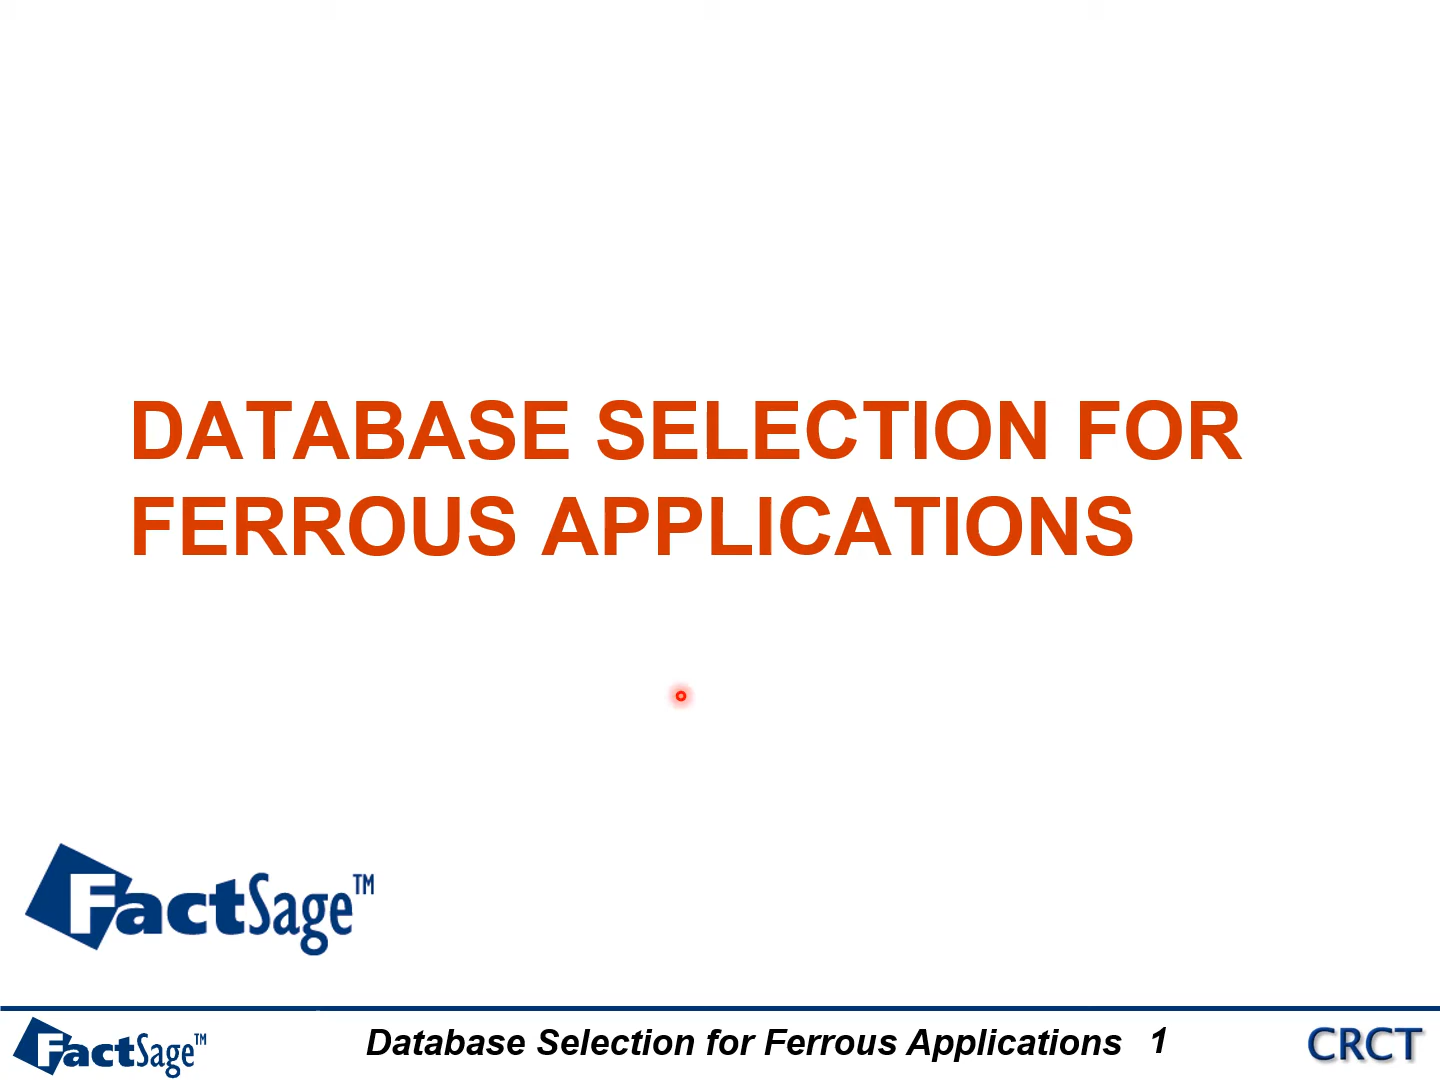 DATABASE SELECTION FOR
FERROUS APPLICATIONS
FactSage™
FactSage™
Database Selection for Ferrous Applications 1
CRCT